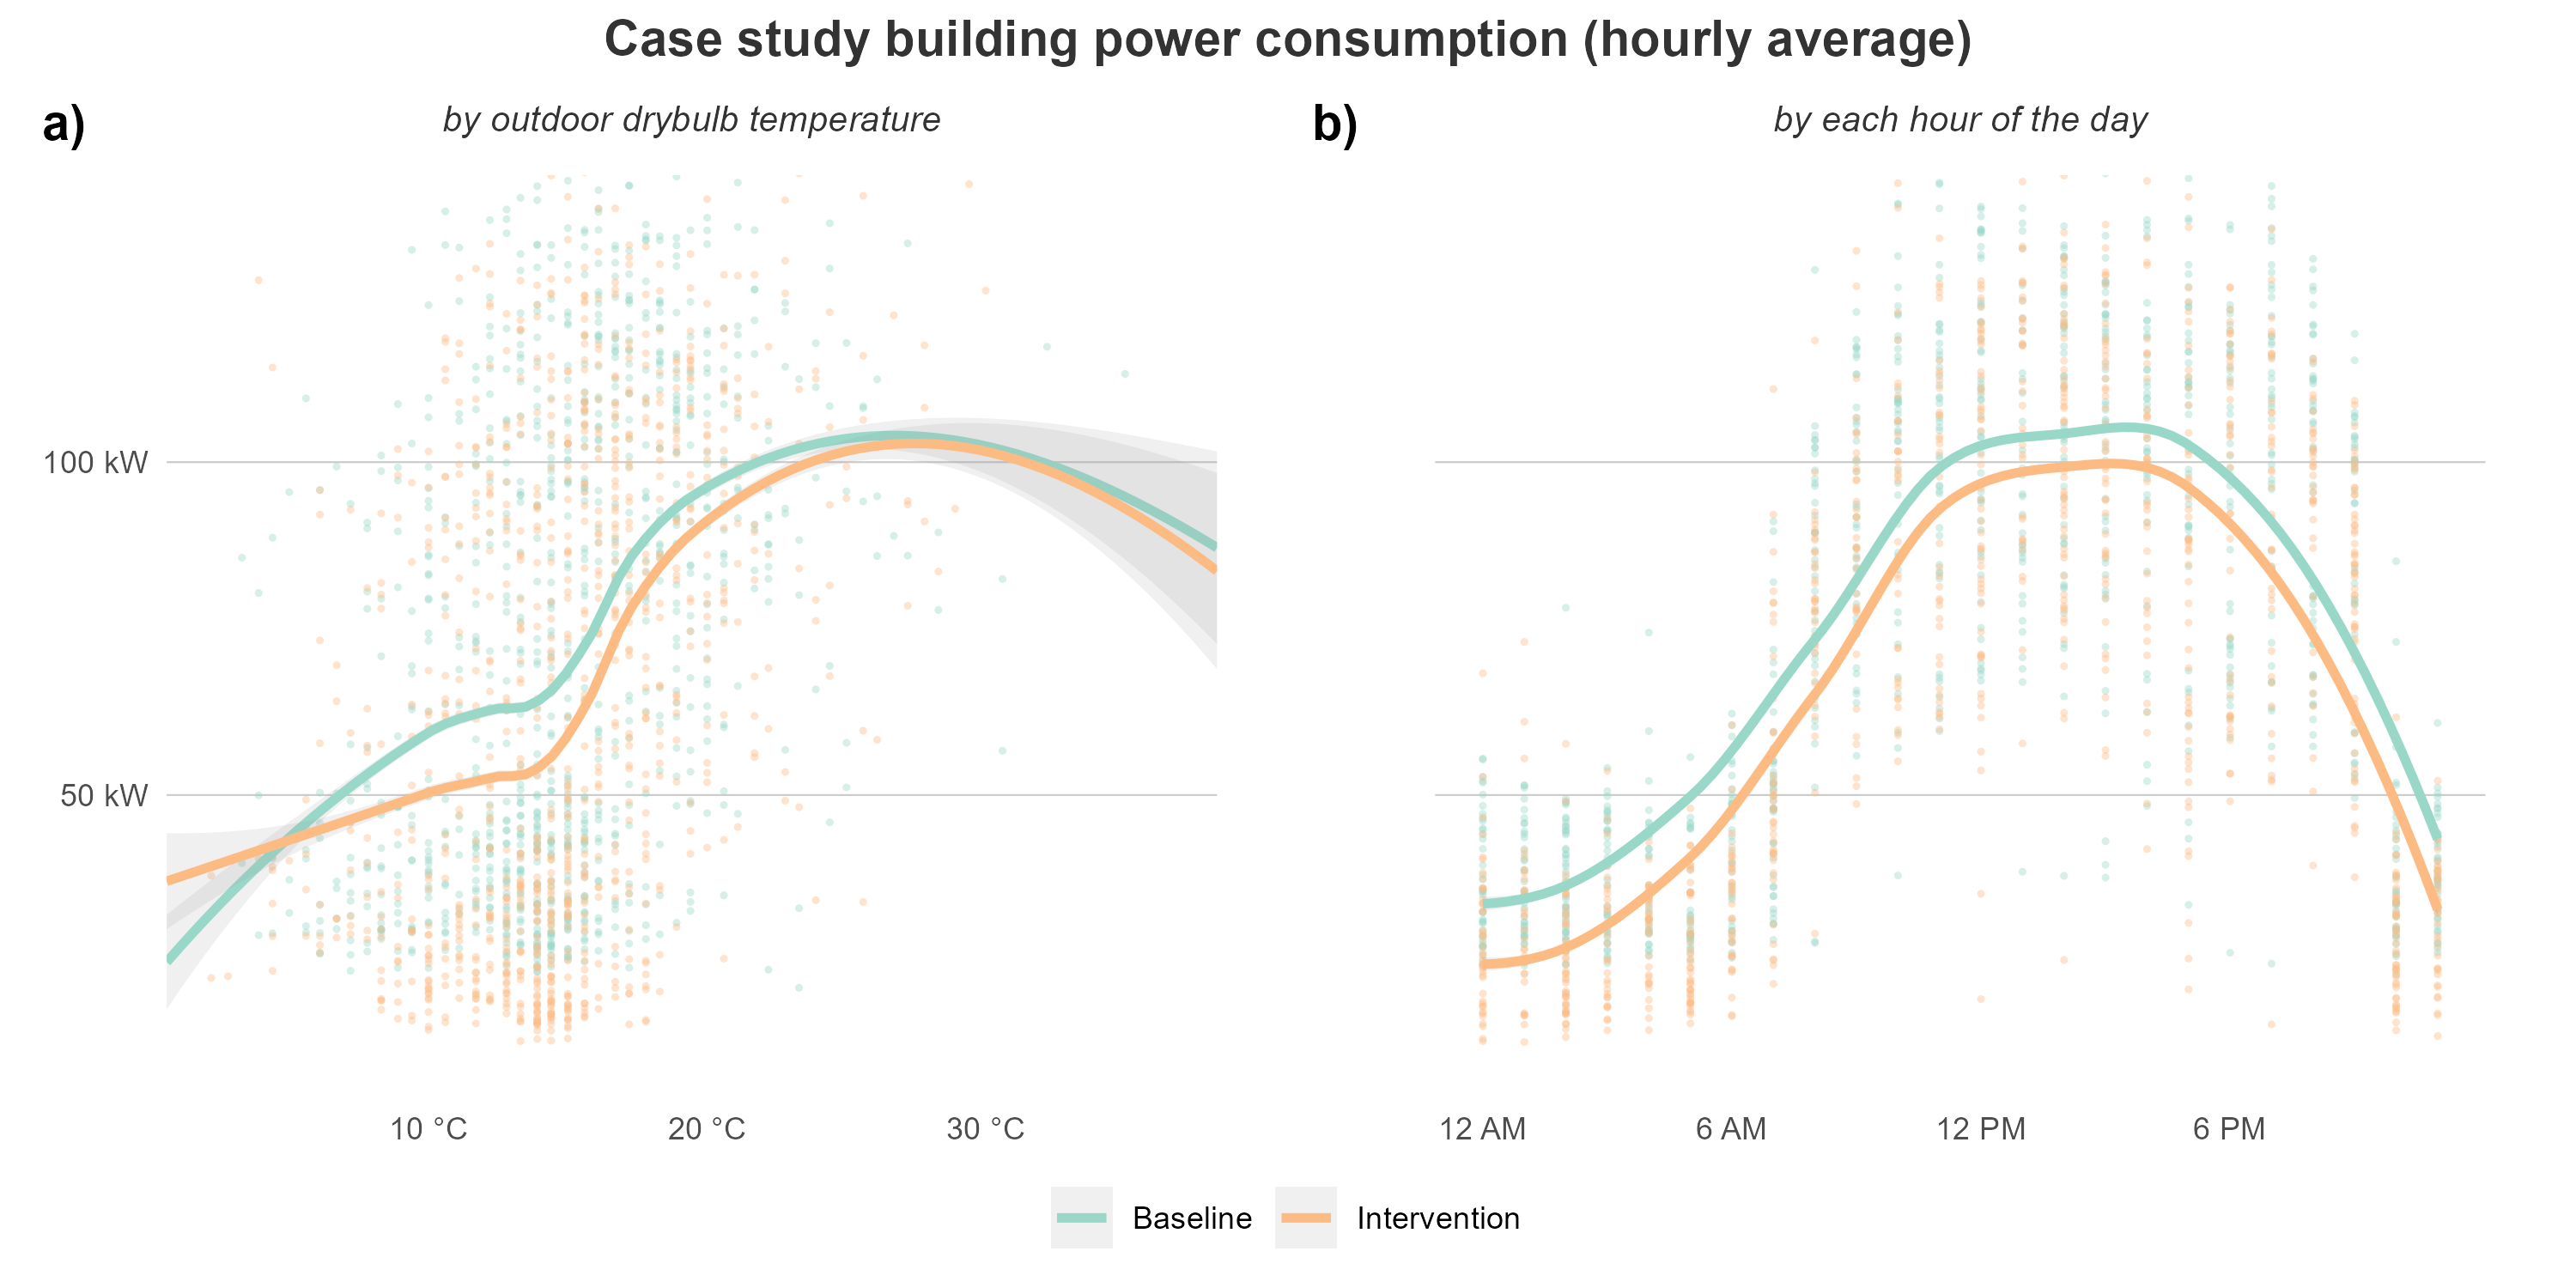 Case study building power consumption (hourly average)
a)
by outdoor drybulb temperature
b)
by each hour of the day
100 kW
50 kW
10 °C
20 °C
30 °C
12 AM
6 AM
12 PM
6 PM
Baseline
Intervention